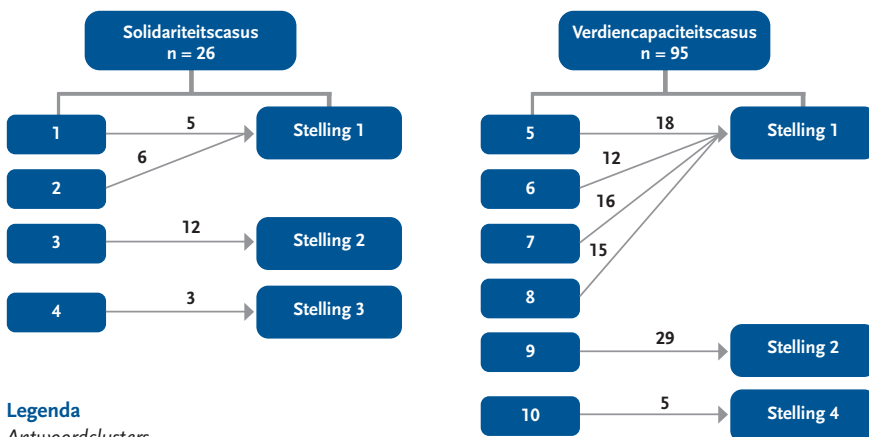 Solidariteitscasus
n = 26
1
5
Stelling 1
6
2
3
12
Stelling 2
4
3
Stelling 3
Legenda
Antwoordclusters
Verdiencapaciteitscasus
n = 95
5
18
Stelling 1
12
6
16
7
15
8
9
29
Stelling 2
10
5
Stelling 4